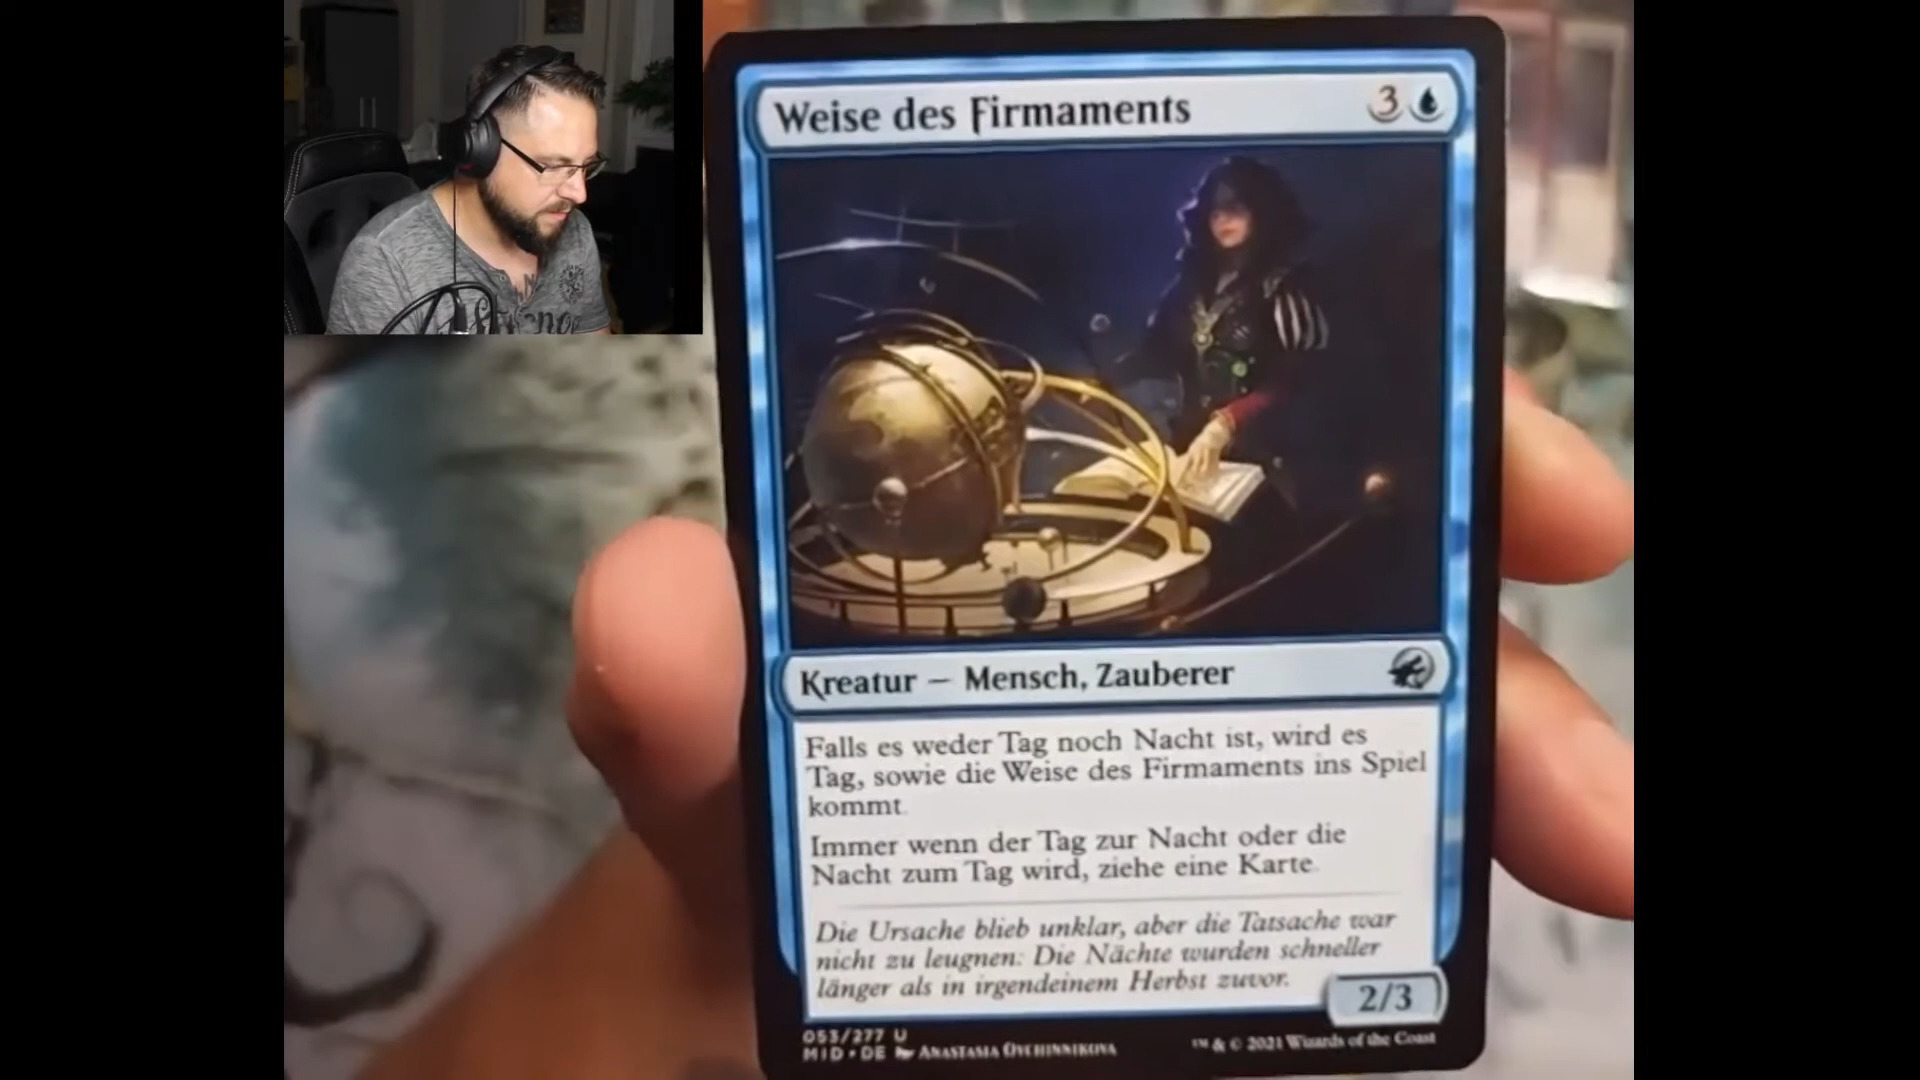 Weise des Firmaments 3
Kreatur — Mensch, Zauberer
Falls es weder Tag noch Nacht ist, wird es
Tag, sowie die Weise des Firmaments ins Spiel
kommt.
Immer wenn der Tag zur Nacht oder die
Nacht zum Tag wird, ziehe eine Karte.
Die Ursache blieb unklar, aber die Tatsache war
nicht zu leugnen: Die Nächte wurden schneller
länger als in irgendeinem Herbst zuvor.
2/3
053/277 U
MID • DE Anastasia Ovchinnikova
™ & © 2021 Wizards of the Coast